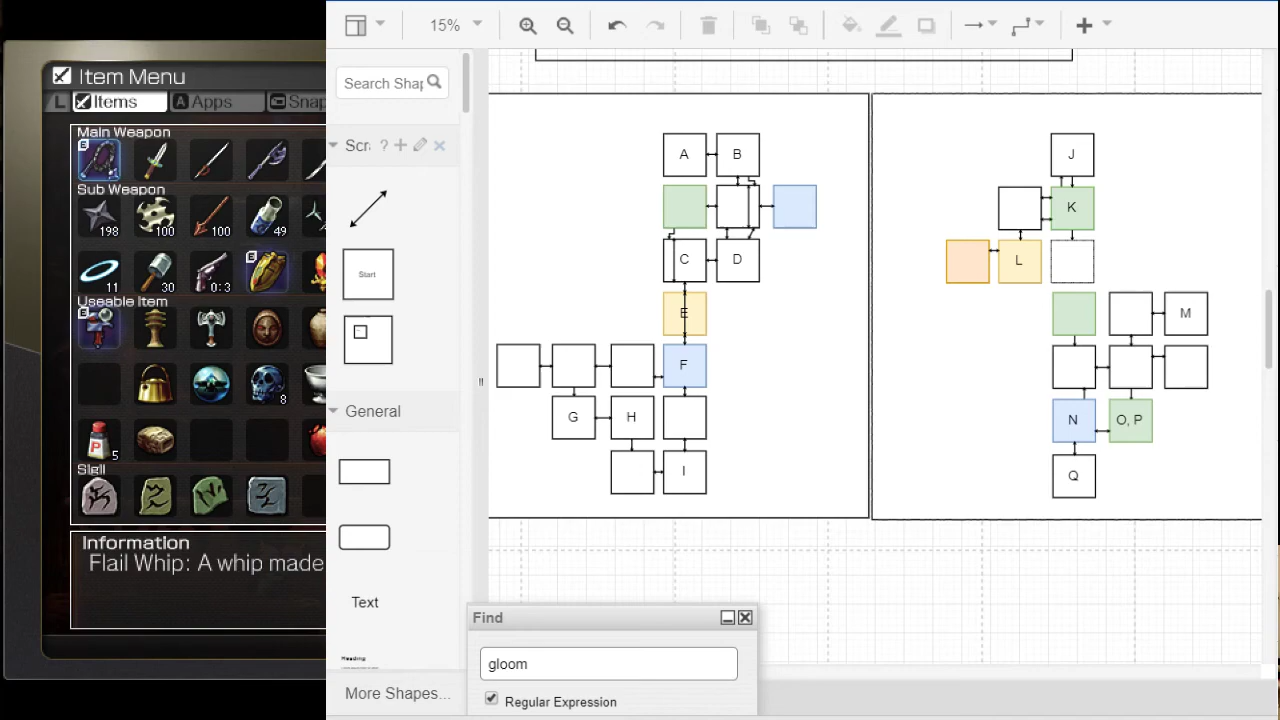 Item Menu
L Items A Apps Snap
Main Weapon
E
Sub Weapon
198 100 100 49
11 30 0:3 E
Useable Item
E
8
P 5
Sigil
Information
Flail Whip: A whip made
15%
Search Shap
Scr ?
Start
General
Text
Heading
More Shapes...
A B
C D
E
F
G H
I
J
K
L
M
N O, P
Q
Find
gloom
Regular Expression